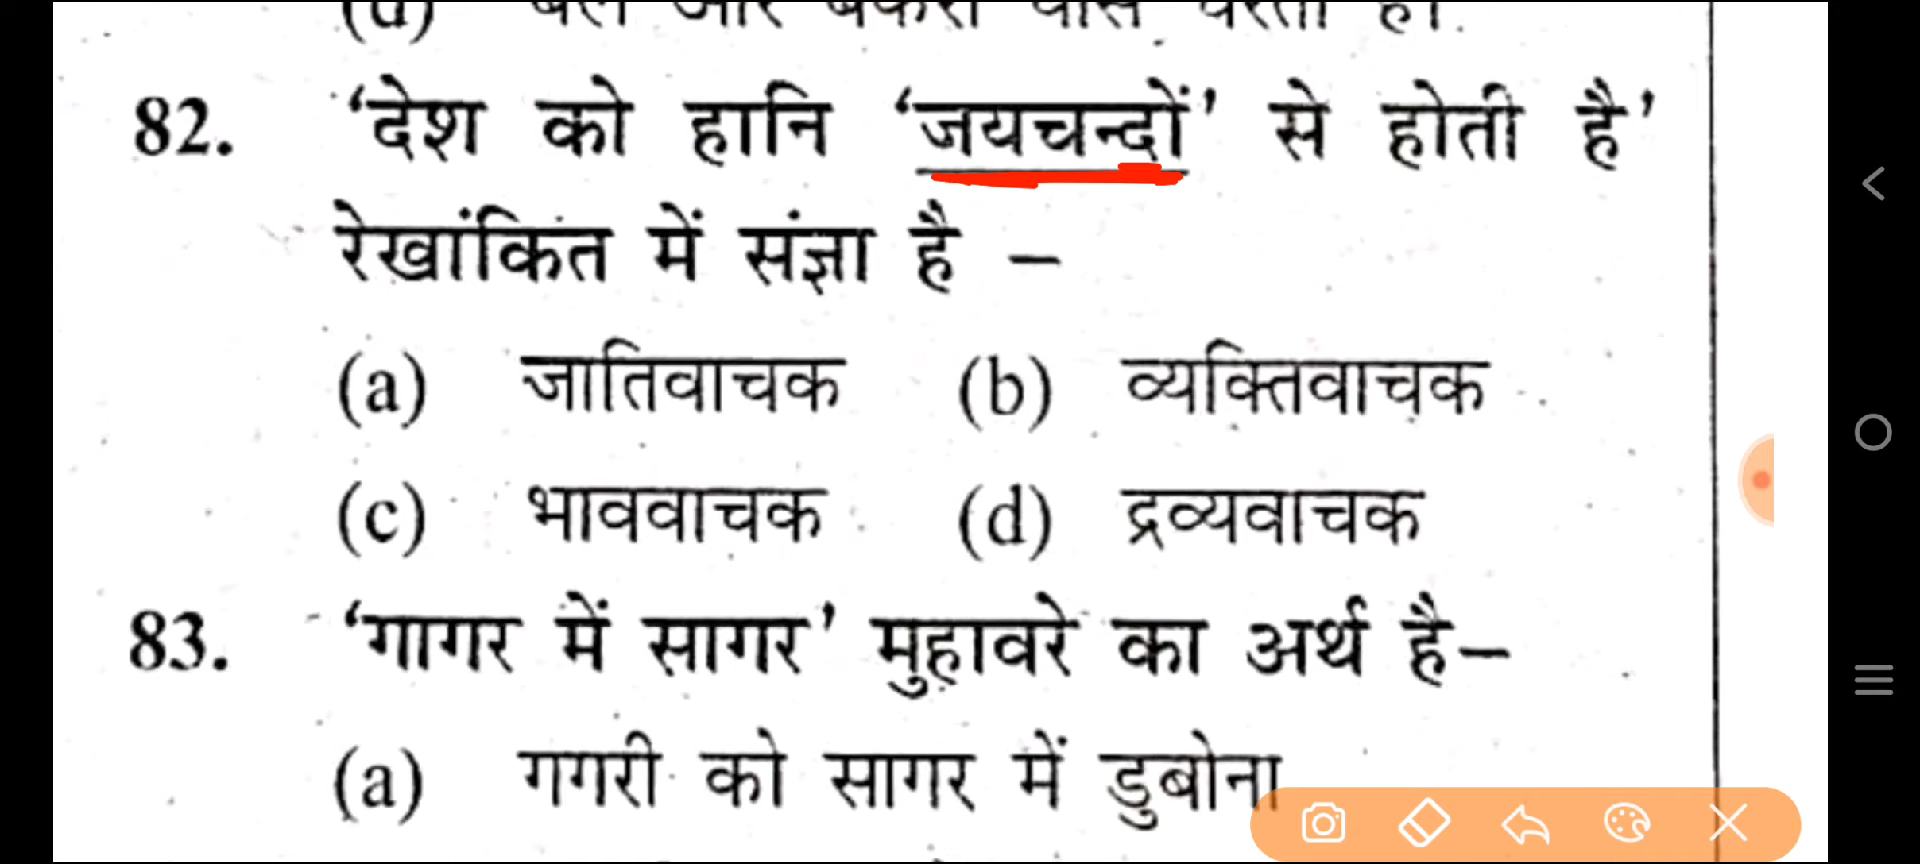 82. 'देश को हानि 'जयचन्दों' से होती है'
रेखांकित में संज्ञा है –
(a) जातिवाचक (b) व्यक्तिवाचक
(c) भाववाचक (d) द्रव्यवाचक
83. 'गागर में सागर' मुहावरे का अर्थ है–
(a) गगरी को सागर में डुबोना